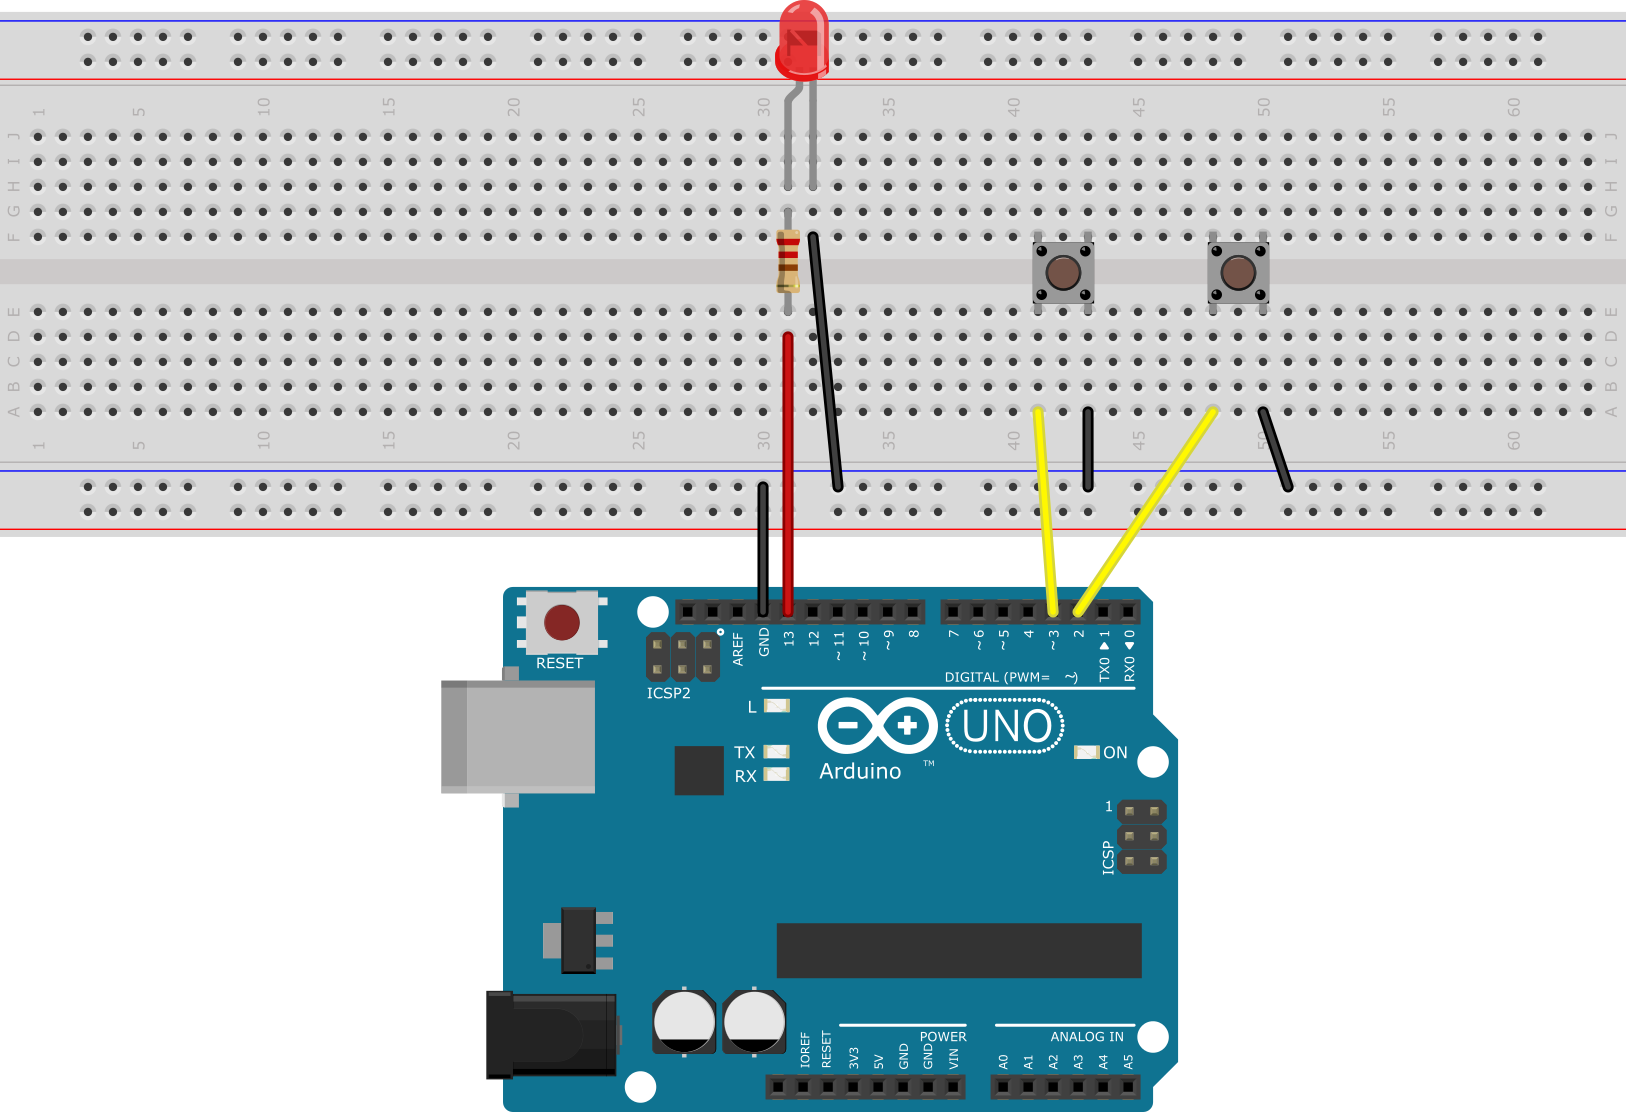 1 5 10 15 20 25 30 35 40 45 50 55 60
J J
I I
H H
G G
F F
E E
D D
C C
B B
A A
1 5 10 15 20 25 30 35 40 45 50 55 60
RESET
ICSP2
AREF GND 13 12 ~11 ~10 ~9 8 7 ~6 ~5 4 ~3 2 TX0 ▶ 1 RX0 ◀ 0
DIGITAL (PWM= ~)
L
TX
RX
UNO
Arduino ™
ON
1
ICSP
POWER
ANALOG IN
IOREF RESET 3V3 5V GND GND VIN A0 A1 A2 A3 A4 A5